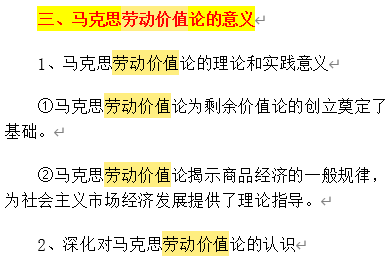 三、马克思劳动价值论的意义
1、马克思劳动价值论的理论和实践意义
①马克思劳动价值论为剩余价值论的创立奠定了
基础。
②马克思劳动价值论揭示商品经济的一般规律，
为社会主义市场经济发展提供了理论指导。
2、深化对马克思劳动价值论的认识